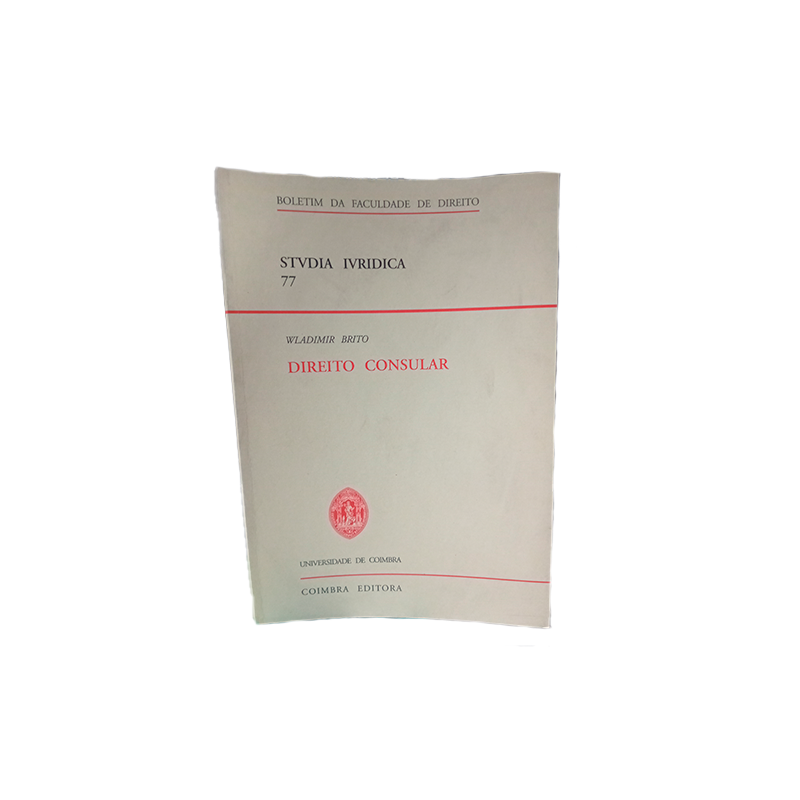 BOLETIM DA FACULDADE DE DIREITO
STVDIA IVRIDICA
77
WLADIMIR BRITO
DIREITO CONSULAR
UNIVERSIDADE DE COIMBRA
COIMBRA EDITORA